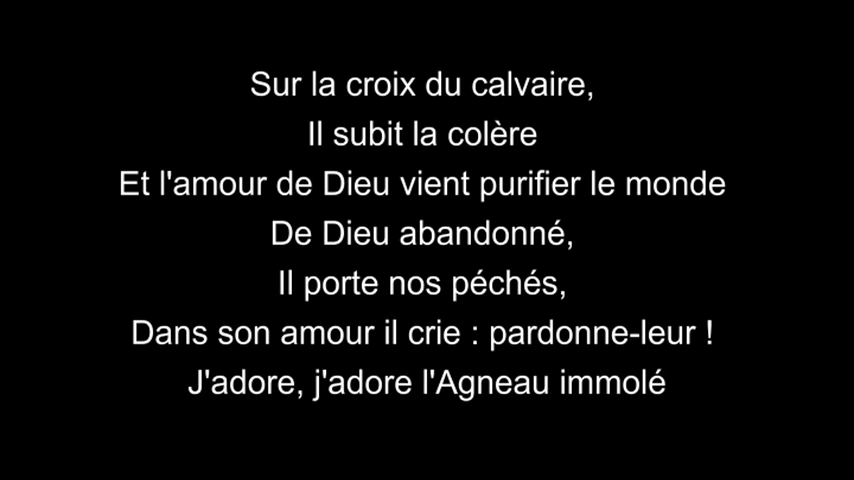 Sur la croix du calvaire,
Il subit la colère
Et l'amour de Dieu vient purifier le monde
De Dieu abandonné,
Il porte nos péchés,
Dans son amour il crie : pardonne-leur !
J'adore, j'adore l'Agneau immolé